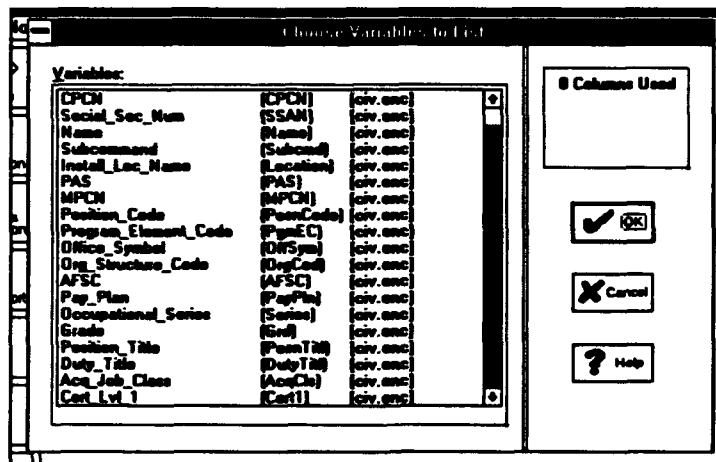 Choose Variables to List
Variables:
CPCN (CPCN) [civ.enc]
Social_Sec_Num (SSAN) [civ.enc]
Name (Name) [civ.enc]
Subcommand (Subcmd) [civ.enc]
Install_Loc_Name (Location) [civ.enc]
PAS (PAS) [civ.enc]
MPCN (MPCN) [civ.enc]
Position_Code (PosnCode) [civ.enc]
Program_Element_Code (PgmEC) [civ.enc]
Office_Symbol (OffSym) [civ.enc]
Org_Structure_Code (OrgCod) [civ.enc]
AFSC (AFSC) [civ.enc]
Pay_Plan (PayPln) [civ.enc]
Occupational_Series (Series) [civ.enc]
Grade (Grd) [civ.enc]
Position_Title (PosnTitl) [civ.enc]
Duty_Title (DutyTitl) [civ.enc]
Acq_Job_Class (AcqCls) [civ.enc]
Cert_Lvl_1 (Cert1) [civ.enc]
0 Columns Used
OK
Cancel
Help